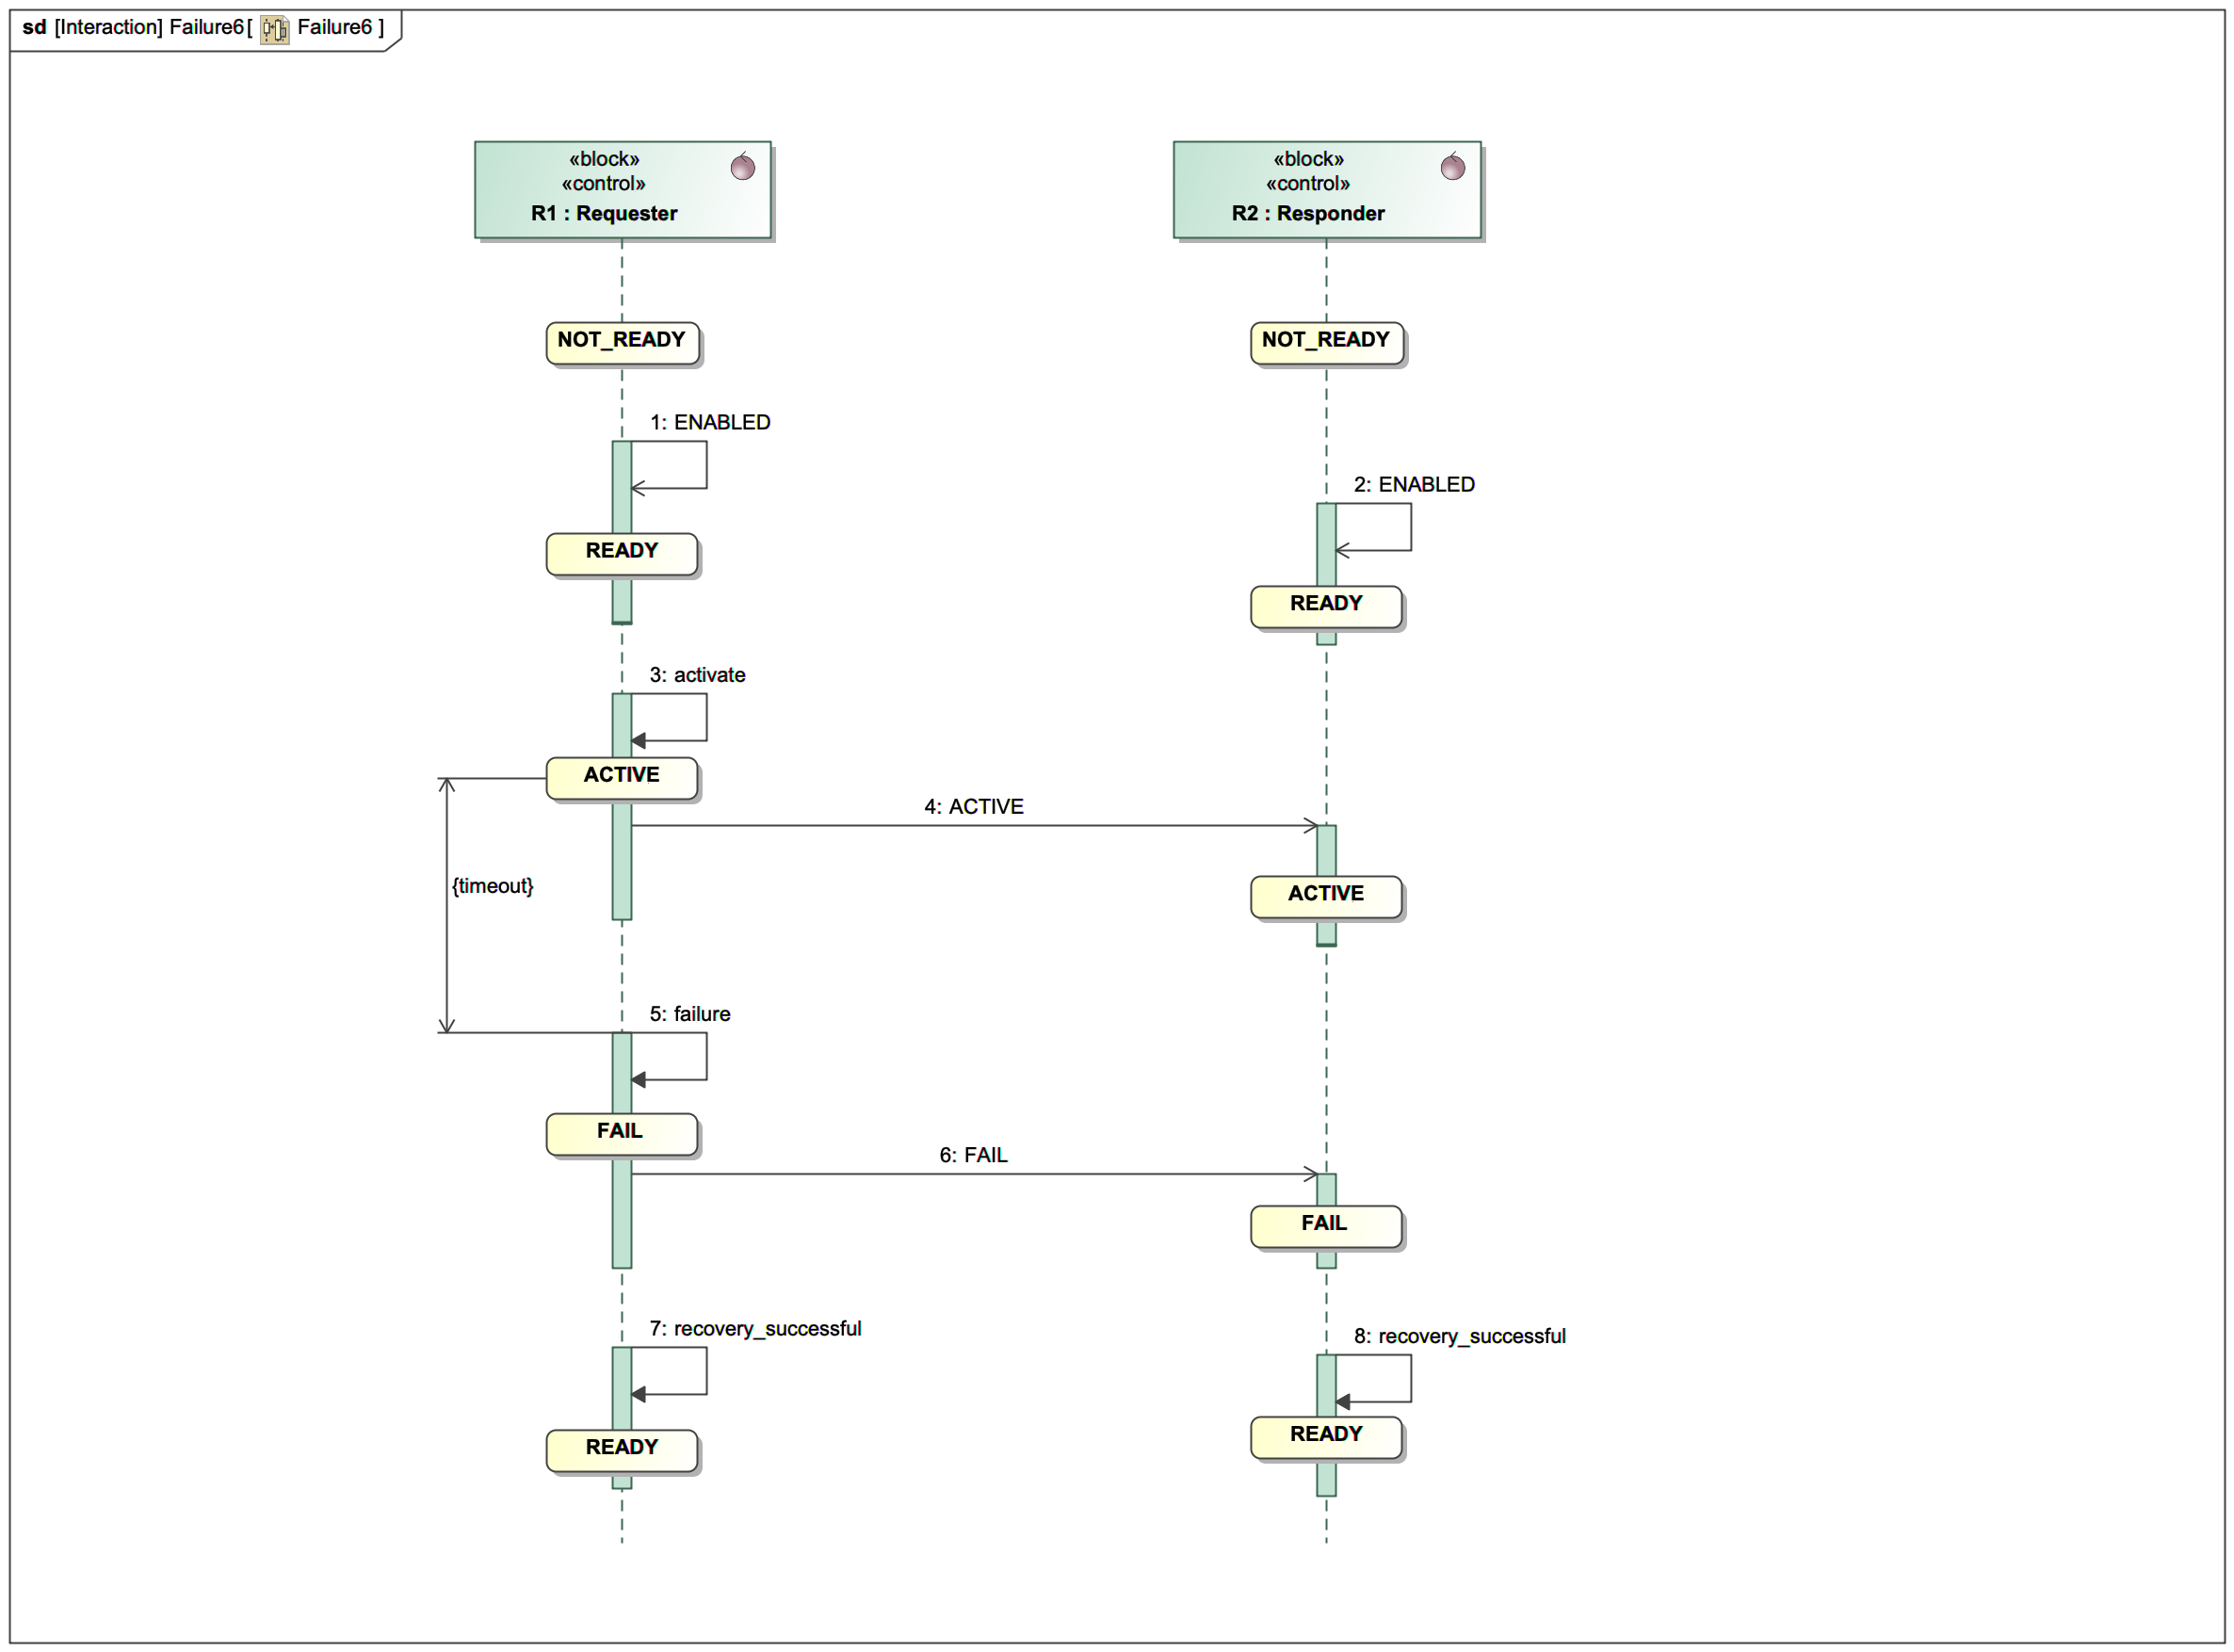 sd [Interaction] Failure6[ Failure6 ]
«block»
«control»
R1 : Requester
«block»
«control»
R2 : Responder
NOT_READY
NOT_READY
1: ENABLED
2: ENABLED
READY
READY
3: activate
ACTIVE
4: ACTIVE
{timeout}
ACTIVE
5: failure
FAIL
6: FAIL
FAIL
7: recovery_successful
8: recovery_successful
READY
READY